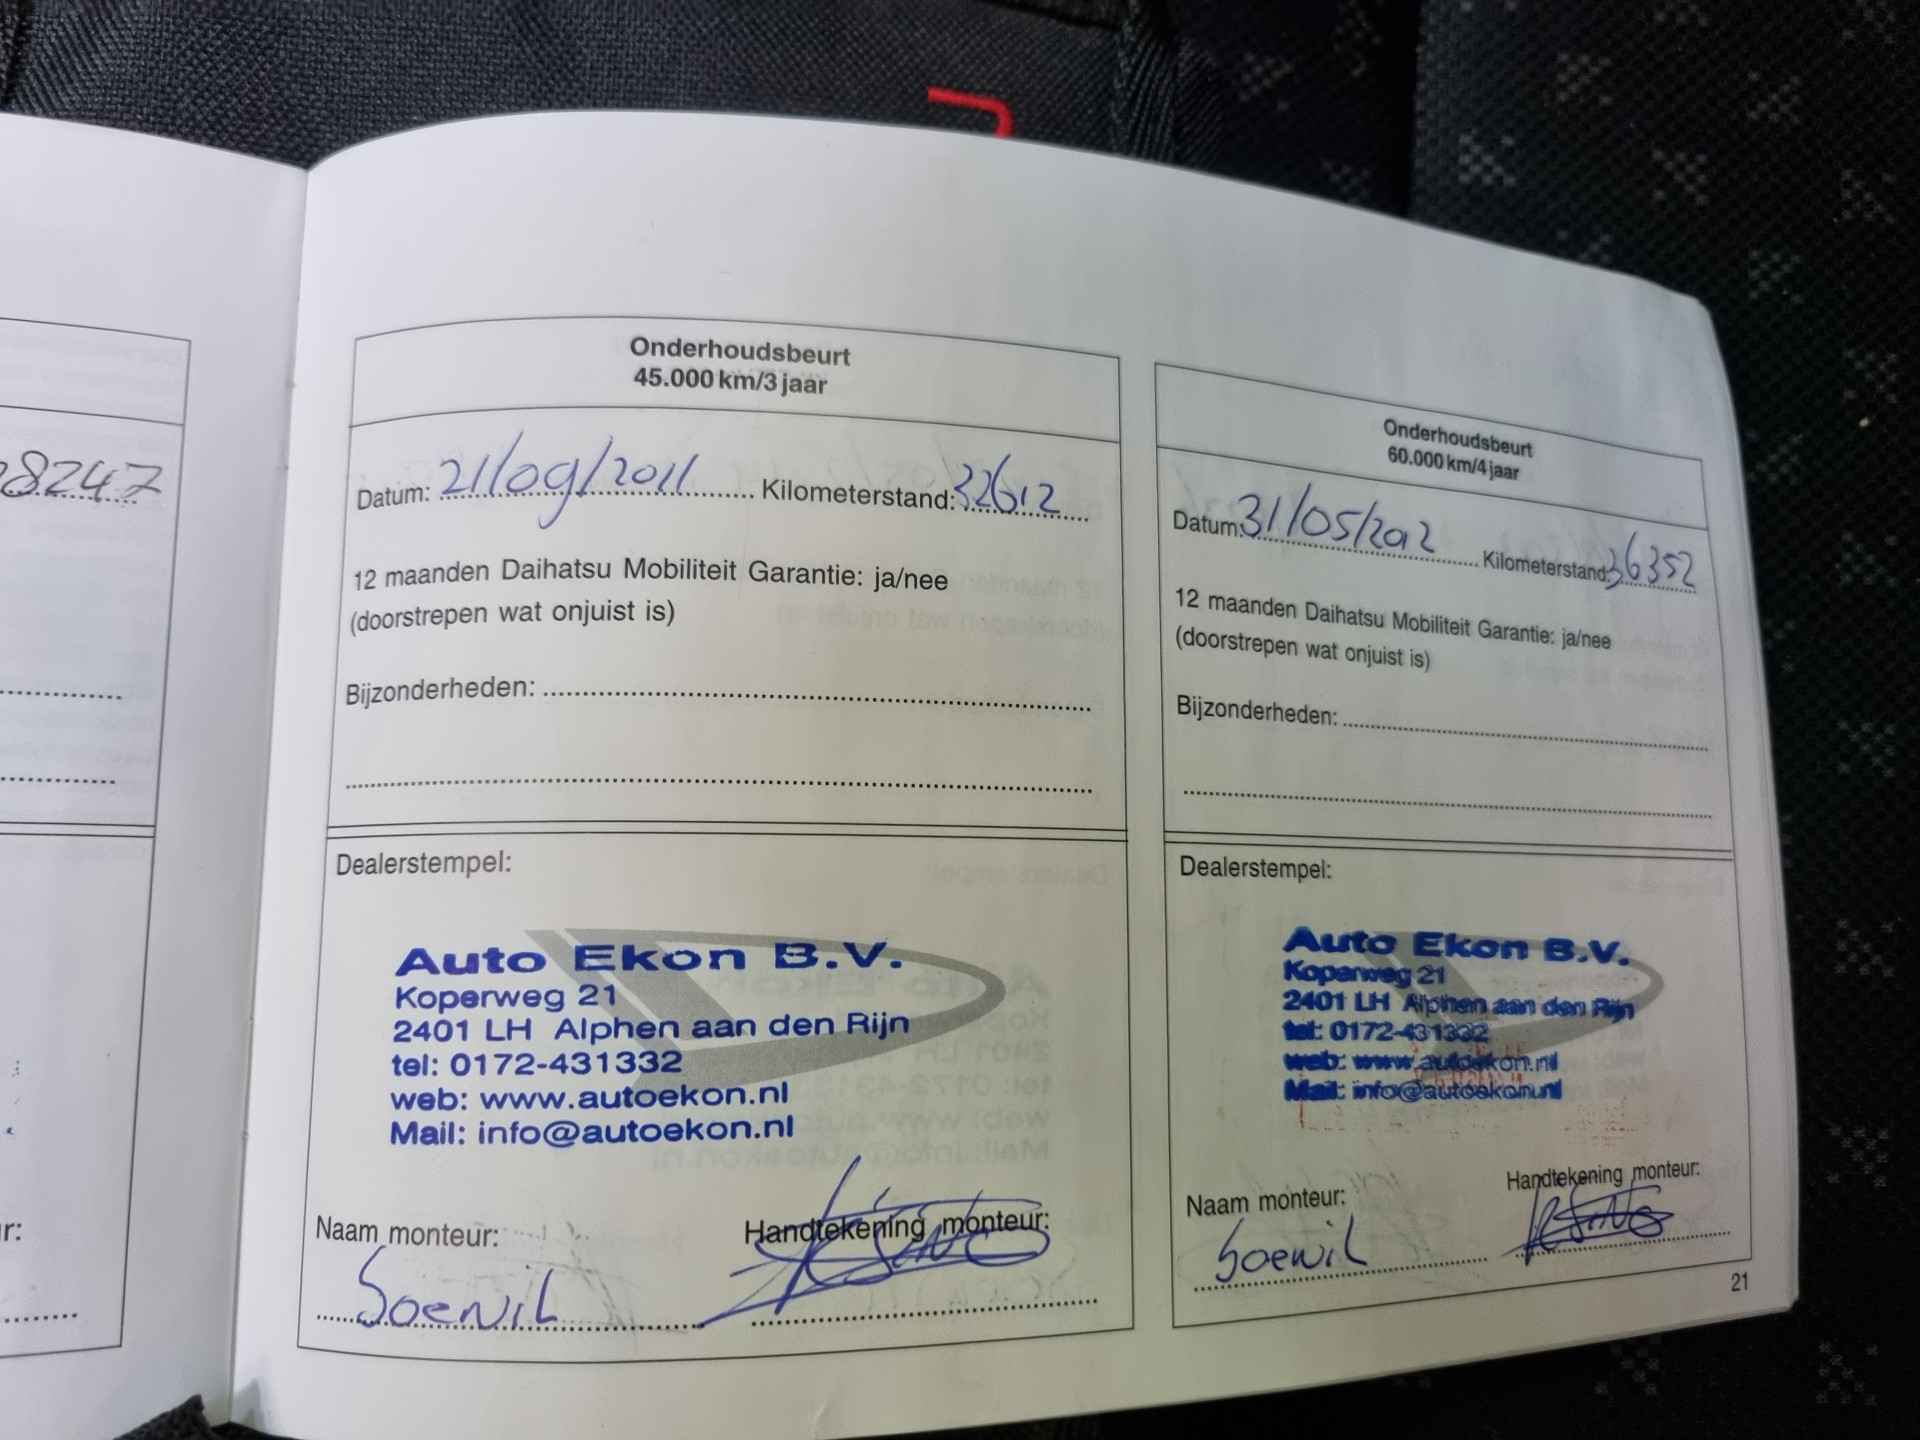 28247
r:
Onderhoudsbeurt
45.000 km/3 jaar
Datum: 21/09/2011 Kilometerstand: 32612
12 maanden Daihatsu Mobiliteit Garantie: ja/nee
(doorstrepen wat onjuist is)
Bijzonderheden:
Dealerstempel:
Auto Ekon B.V.
Koperweg 21
2401 LH Alphen aan den Rijn
tel: 0172-431332
web: www.autoekon.nl
Mail: info@autoekon.nl
Naam monteur: Handtekening monteur:
Soewil
Onderhoudsbeurt
60.000 km/4 jaar
Datum: 31/05/2012 Kilometerstand: 36352
12 maanden Daihatsu Mobiliteit Garantie: ja/nee
(doorstrepen wat onjuist is)
Bijzonderheden:
Dealerstempel:
Auto Ekon B.V.
Koperweg 21
2401 LH Alphen aan den Rijn
tel: 0172-431332
web: www.autoekon.nl
Mail: info@autoekon.nl
Naam monteur: Handtekening monteur:
Soewil
21